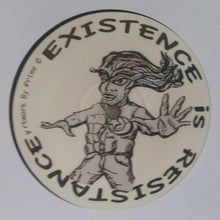 EXISTENCE is RESISTANCE
Artwork By Prime ©